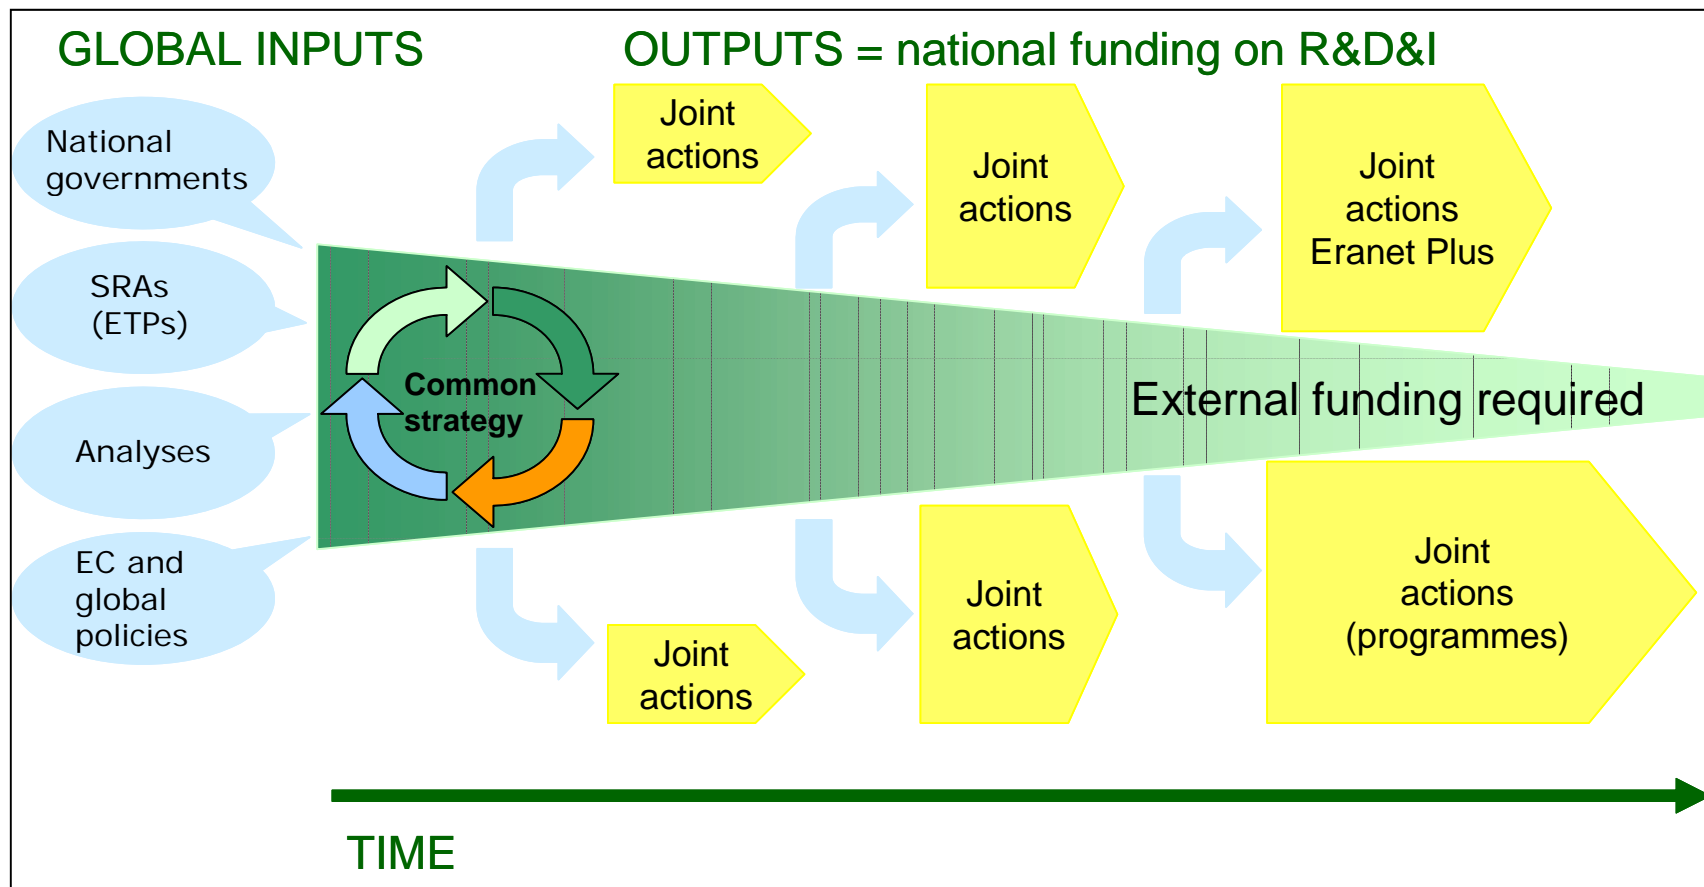 GLOBAL INPUTS
OUTPUTS = national funding on R&D&I
National
governments
SRAs
(ETPs)
Analyses
EC and
global
policies
Common
strategy
Joint
actions
Joint
actions
Joint
actions
Eranet Plus
External funding required
Joint
actions
Joint
actions
Joint
actions
(programmes)
TIME